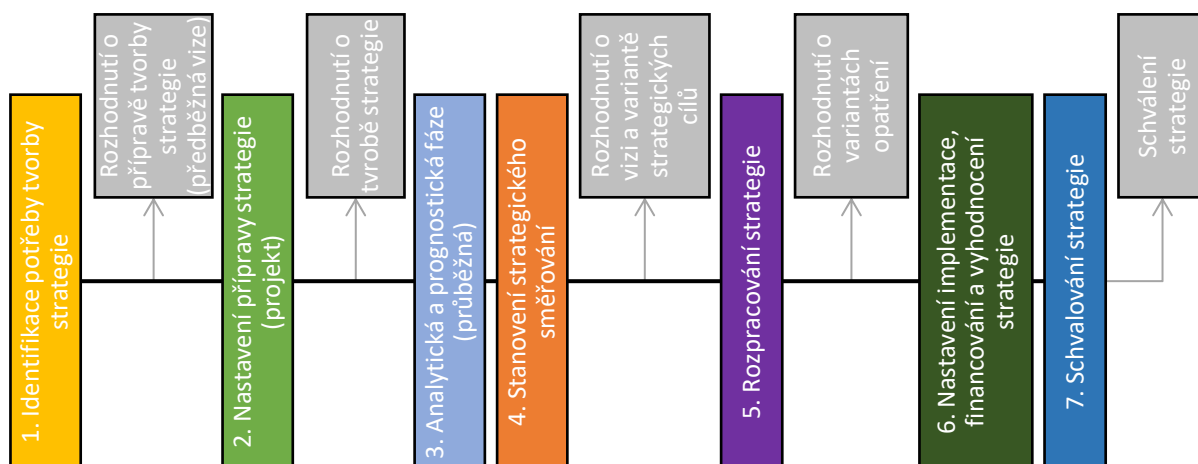 1. Identifikace potřeby tvorby
strategie
Rozhodnutí o
přípravě tvorby
strategie
(předběžná vize)
2. Nastavení přípravy strategie
(projekt)
Rozhodnutí o
tvrobě strategie
3. Analytická a prognostická fáze
(průběžná)
4. Stanovení strategického
směřování
Rozhodnutí o
vizi a variantě
strategických
cílů
5. Rozpracování strategie
Rozhodnutí o
variantách
opatření
6. Nastavení implementace,
financování a vyhodnocení
strategie
7. Schvalování strategie
Schválení
strategie